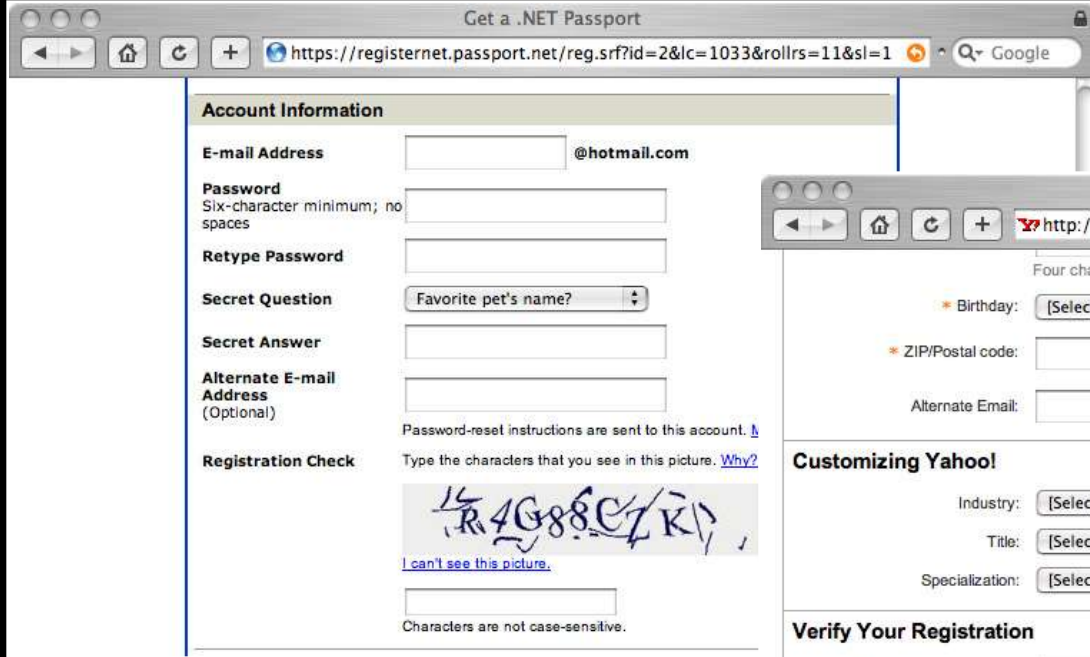 Get a .NET Passport
https://registernet.passport.net/reg.srf?id=2&lc=1033&rollrs=11&sl=1
Google
Account Information
E-mail Address
@hotmail.com
Password
Six-character minimum; no
spaces
Retype Password
Secret Question
Favorite pet's name?
Secret Answer
Alternate E-mail
Address
(Optional)
Password-reset instructions are sent to this account.
Registration Check
Type the characters that you see in this picture. Why?
I can't see this picture.
Characters are not case-sensitive.
http:/
Four cha
* Birthday:
[Selec
* ZIP/Postal code:
Alternate Email:
Customizing Yahoo!
Industry:
[Selec
Title:
[Selec
Specialization:
[Selec
Verify Your Registration